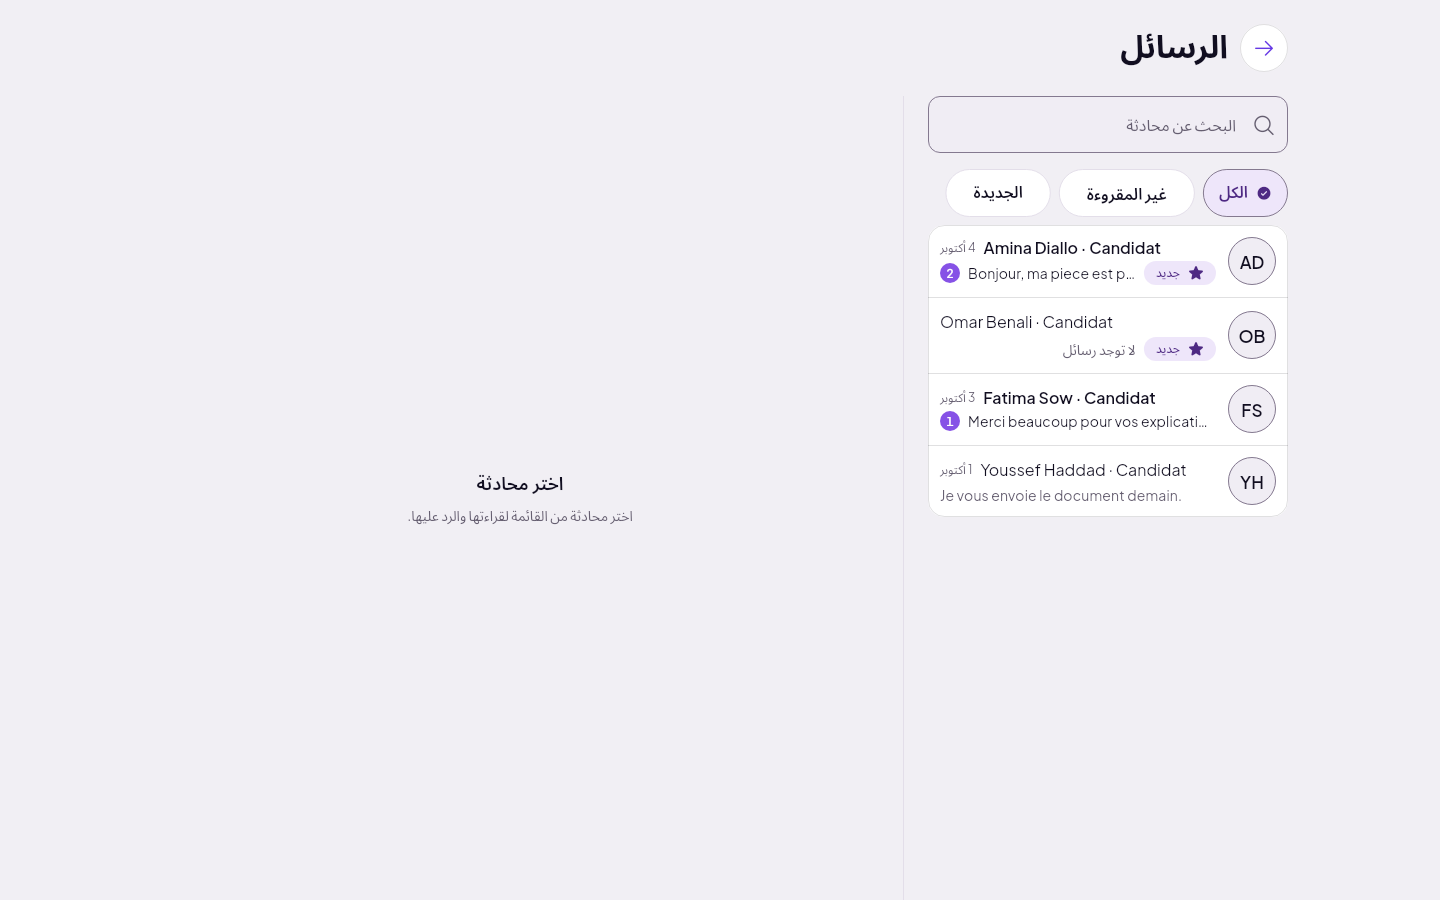 الرسائل
البحث عن محادثة
الكل
غير المقروءة
الجديدة
AD
Amina Diallo · Candidat
4 أكتوبر
جديد
Bonjour, ma piece est p...
2
OB
Omar Benali · Candidat
جديد
لا توجد رسائل
FS
Fatima Sow · Candidat
3 أكتوبر
Merci beaucoup pour vos explicati...
1
YH
Youssef Haddad · Candidat
1 أكتوبر
Je vous envoie le document demain.
اختر محادثة
اختر محادثة من القائمة لقراءتها والرد عليها.